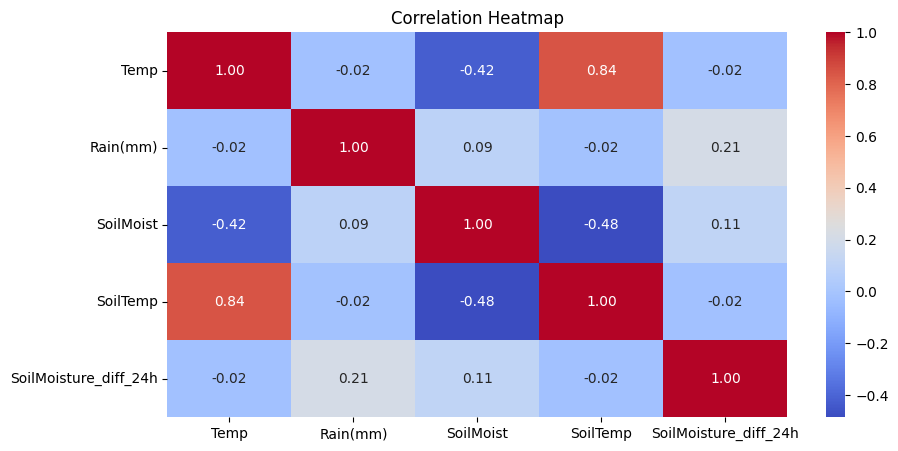 Correlation Heatmap
Temp 1.00 -0.02 -0.42 0.84 -0.02
Rain(mm) -0.02 1.00 0.09 -0.02 0.21
SoilMoist -0.42 0.09 1.00 -0.48 0.11
SoilTemp 0.84 -0.02 -0.48 1.00 -0.02
SoilMoisture_diff_24h -0.02 0.21 0.11 -0.02 1.00
Temp Rain(mm) SoilMoist SoilTemp SoilMoisture_diff_24h
1.0
0.8
0.6
0.4
0.2
0.0
−0.2
−0.4